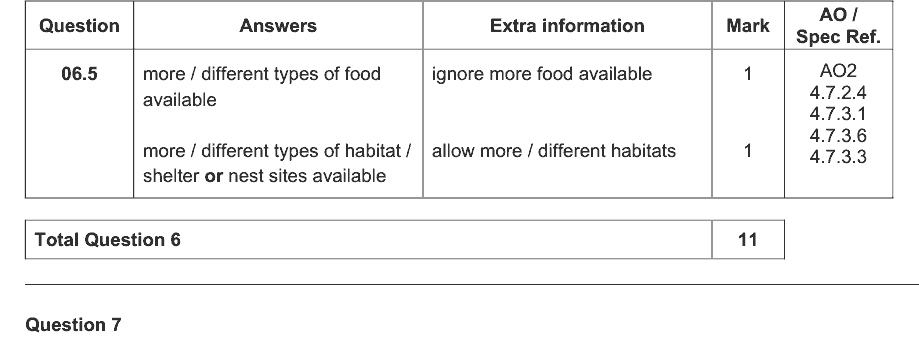 Question Answers Extra information Mark AO /
Spec Ref.
06.5 more / different types of food ignore more food available 1 AO2
available 4.7.2.4
4.7.3.1
more / different types of habitat / allow more / different habitats 1 4.7.3.6
shelter or nest sites available 4.7.3.3
Total Question 6 11
Question 7